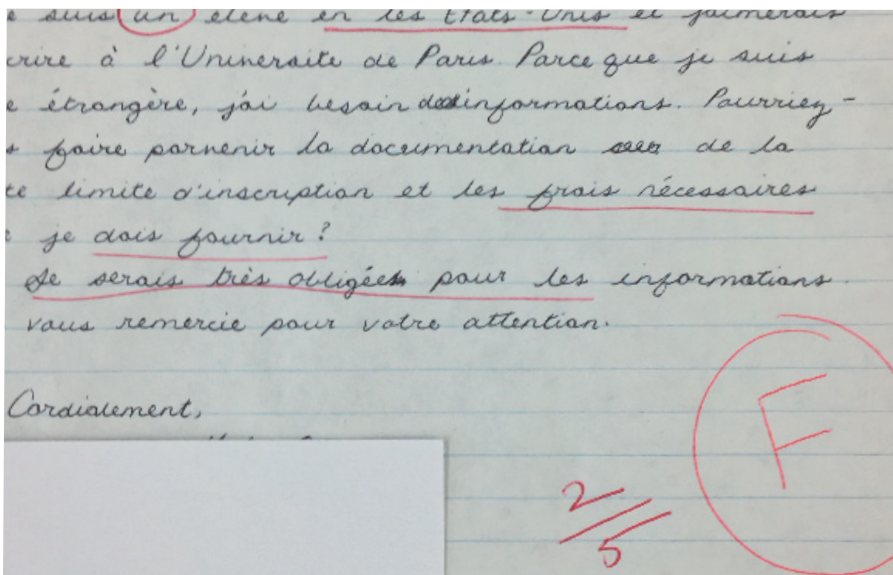 suis un élève en les États-Unis et j'aimerais
crire à l'Université de Paris. Parce que je suis
e étrangère, j'ai besoin des informations. Pourriez-
s faire parvenir la documentation de la
te limite d'inscription et les frais nécessaires
je dois fournir?
Je serais très obligée pour les informations.
vous remercie pour votre attention.
Cordialement,
F
2/5